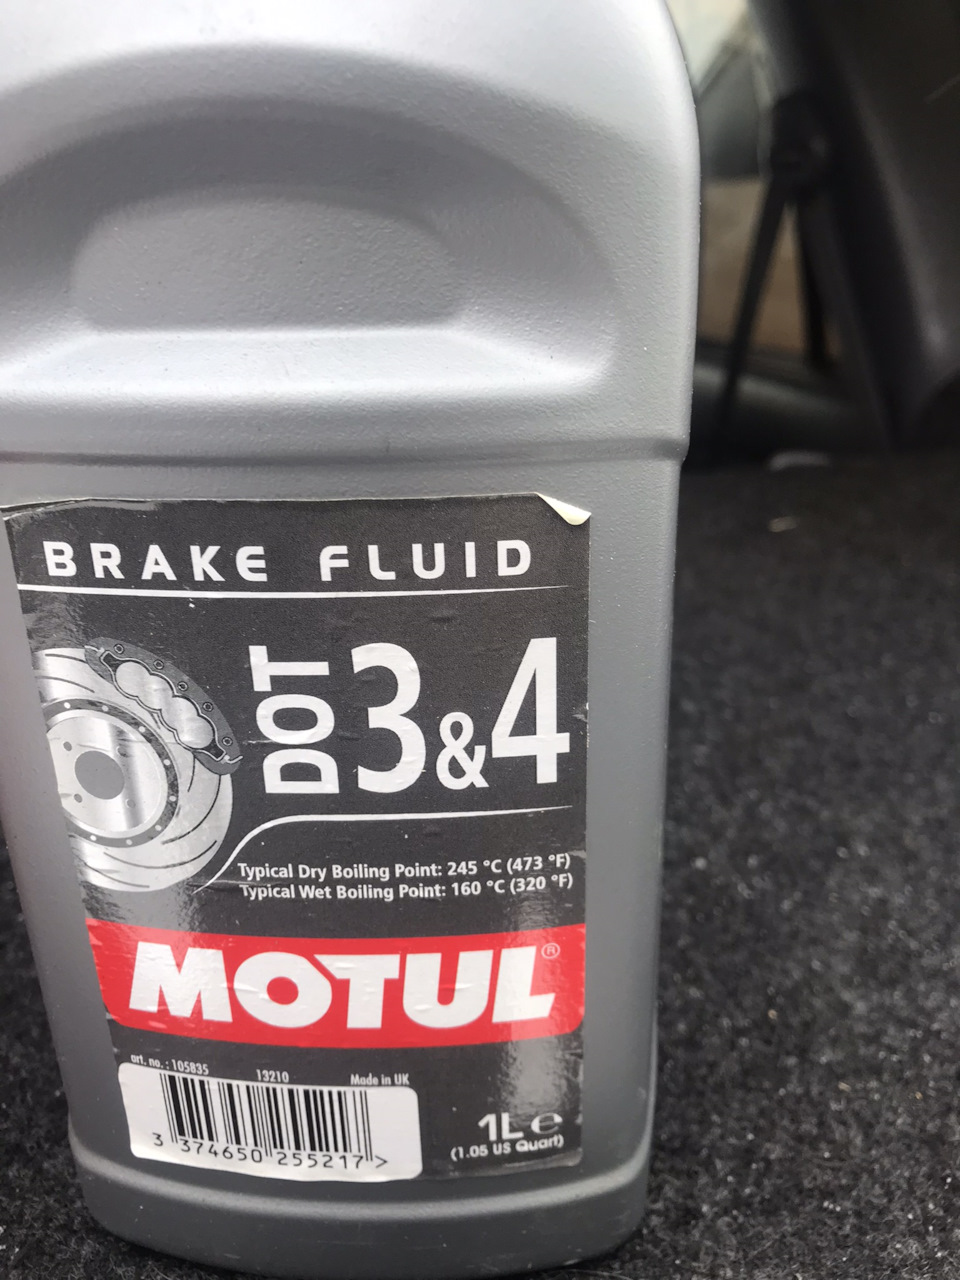 BRAKE FLUID
DOT 3&4
Typical Dry Boiling Point: 245 °C (473 °F)
Typical Wet Boiling Point: 160 °C (320 °F)
MOTUL®
art. no.: 105835 13210 Made in UK
3 374650 255217 >
1L ℮
(1.05 US Quart)